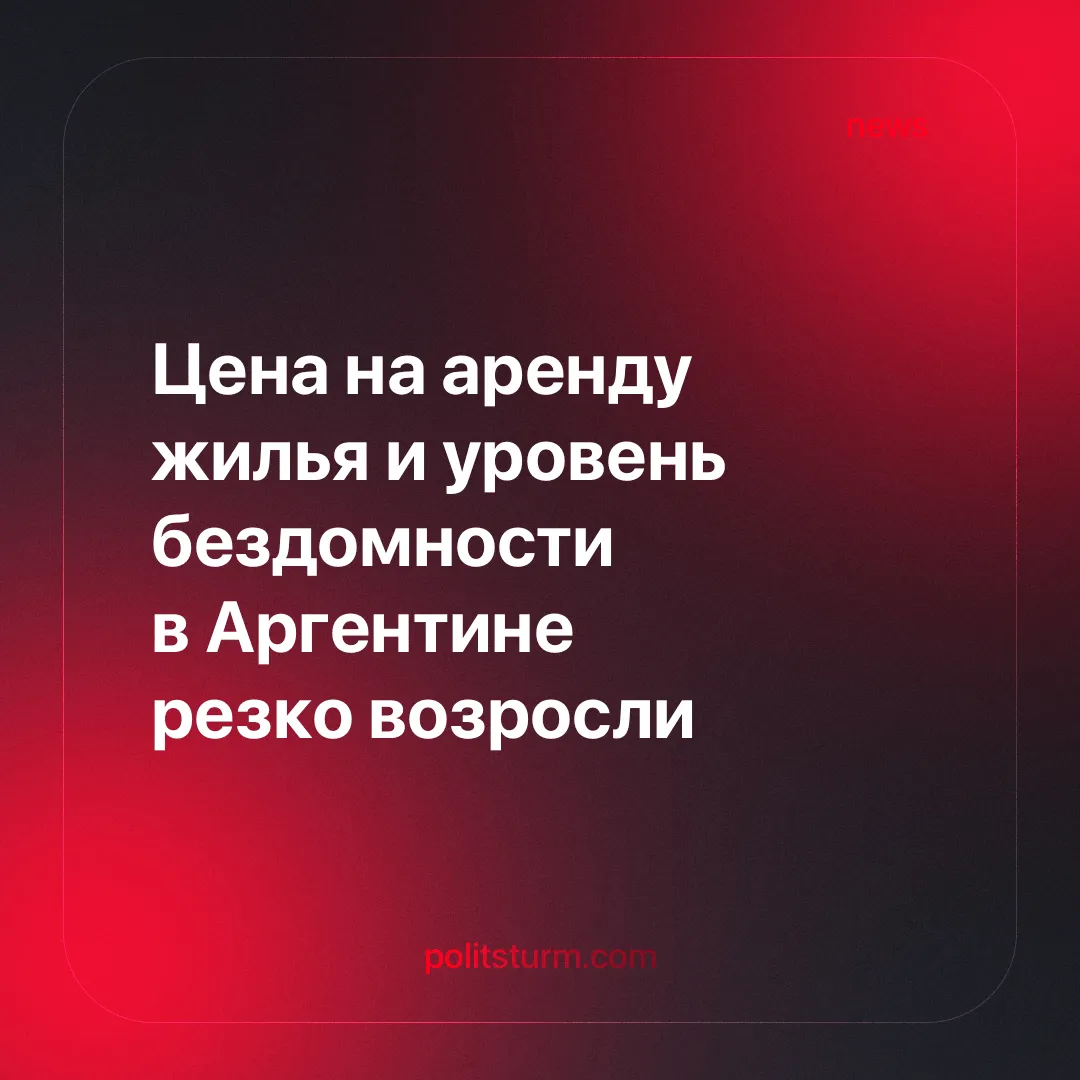 news
Цена на аренду
жилья и уровень
бездомности
в Аргентине
резко возросли
politsturm.com